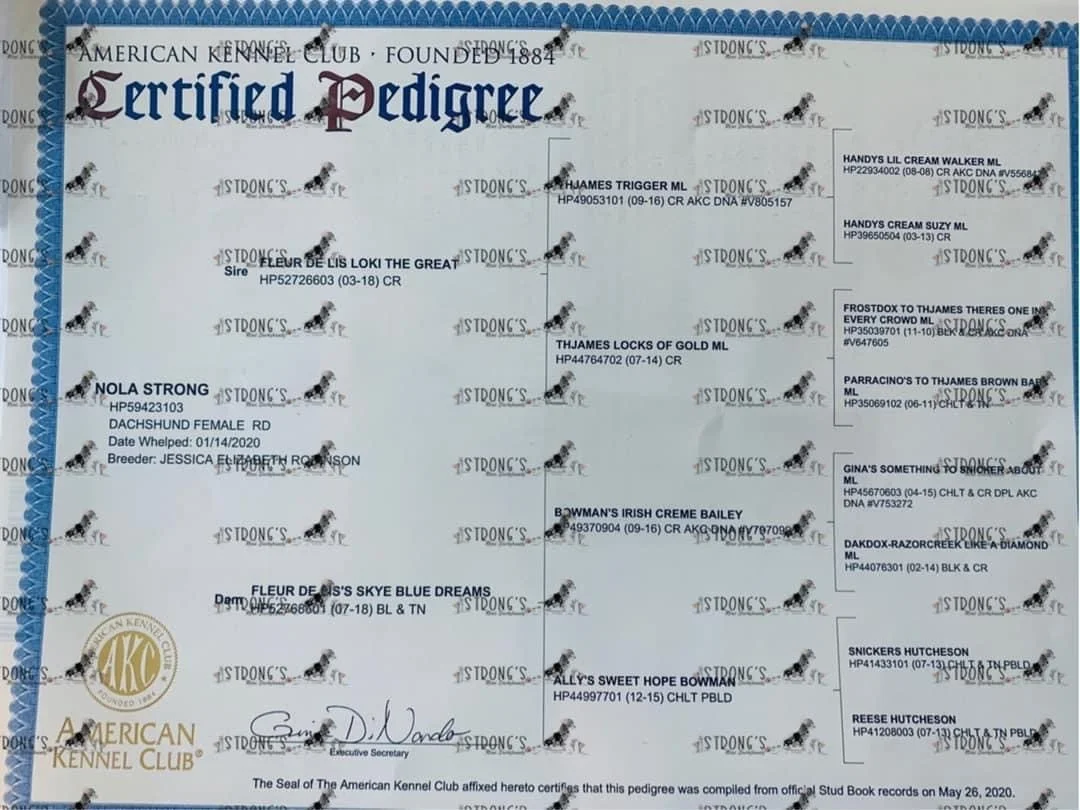 AMERICAN KENNEL CLUB · FOUNDED 1884
Certified Pedigree
HANDYS LIL CREAM WALKER ML
HP22934002 (08-08) CR AKC DNA
THJAMES TRIGGER ML
HP49053101 (09-16) CR AKC DNA #V805157
HANDYS CREAM SUZY ML
HP39650504 (03-13) CR
Sire FLEUR DE LIS LOKI THE GREAT
HP52726603 (03-18) CR
FROSTDOX TO THJAMES THERES ONE IN
EVERY CROWD ML
HP35039701 (11-10) BLK & CR AKC DNA
#V647605
THJAMES LOCKS OF GOLD ML
HP44764702 (07-14) CR
PARRACINO'S TO THJAMES BROWN
ML
HP35069102 (06-11) CHLT & TN
NOLA STRONG
HP59423103
DACHSHUND FEMALE RD
Date Whelped: 01/14/2020
Breeder: JESSICA ELIZABETH ROBINSON
GINA'S SOMETHING TO SNICKER ABOUT
ML
HP45670603 (04-15) CHLT & CR DPL AKC
DNA #V753272
BOWMAN'S IRISH CREME BAILEY
HP49370904 (09-16) CR AKC DNA
DAKDOX-RAZORCREEK LIKE A DIAMOND
ML
HP44076301 (02-14) BLK & CR
Dam FLEUR DE LIS'S SKYE BLUE DREAMS
(07-18) BL & TN
SNICKERS HUTCHESON
HP41433101 (07-13) CHLT & TN PBLD
ALLY'S SWEET HOPE BOWMAN
HP44997701 (12-15) CHLT PBLD
REESE HUTCHESON
HP41208003 (07-13) CHLT & TN PBLD
AMERICAN KENNEL CLUB
AKC
FOUNDED 1884
AMERICAN
KENNEL CLUB®
Gina DiNardo
Executive Secretary
The Seal of The American Kennel Club affixed hereto certifies that this pedigree was compiled from official Stud Book records on May 26, 2020.
STRONG'S